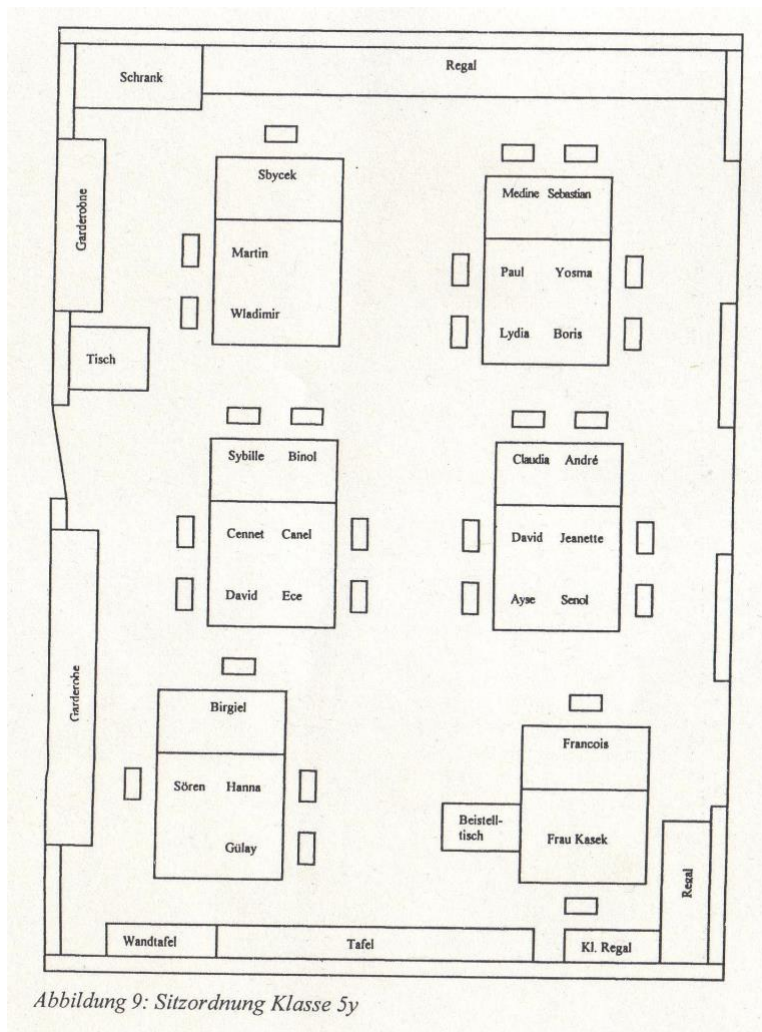 Schrank
Regal
Garderobne
Sbycek
Martin
Wladimir
Medine Sebastian
Paul Yosma
Lydia Boris
Tisch
Sybille Binol
Cennet Canel
David Ece
Claudia André
David Jeanette
Ayse Senol
Garderobe
Birgiel
Sören Hanna
Gülay
Francois
Beistell-
tisch
Frau Kasek
Regal
Wandtafel
Tafel
Kl. Regal
Abbildung 9: Sitzordnung Klasse 5y